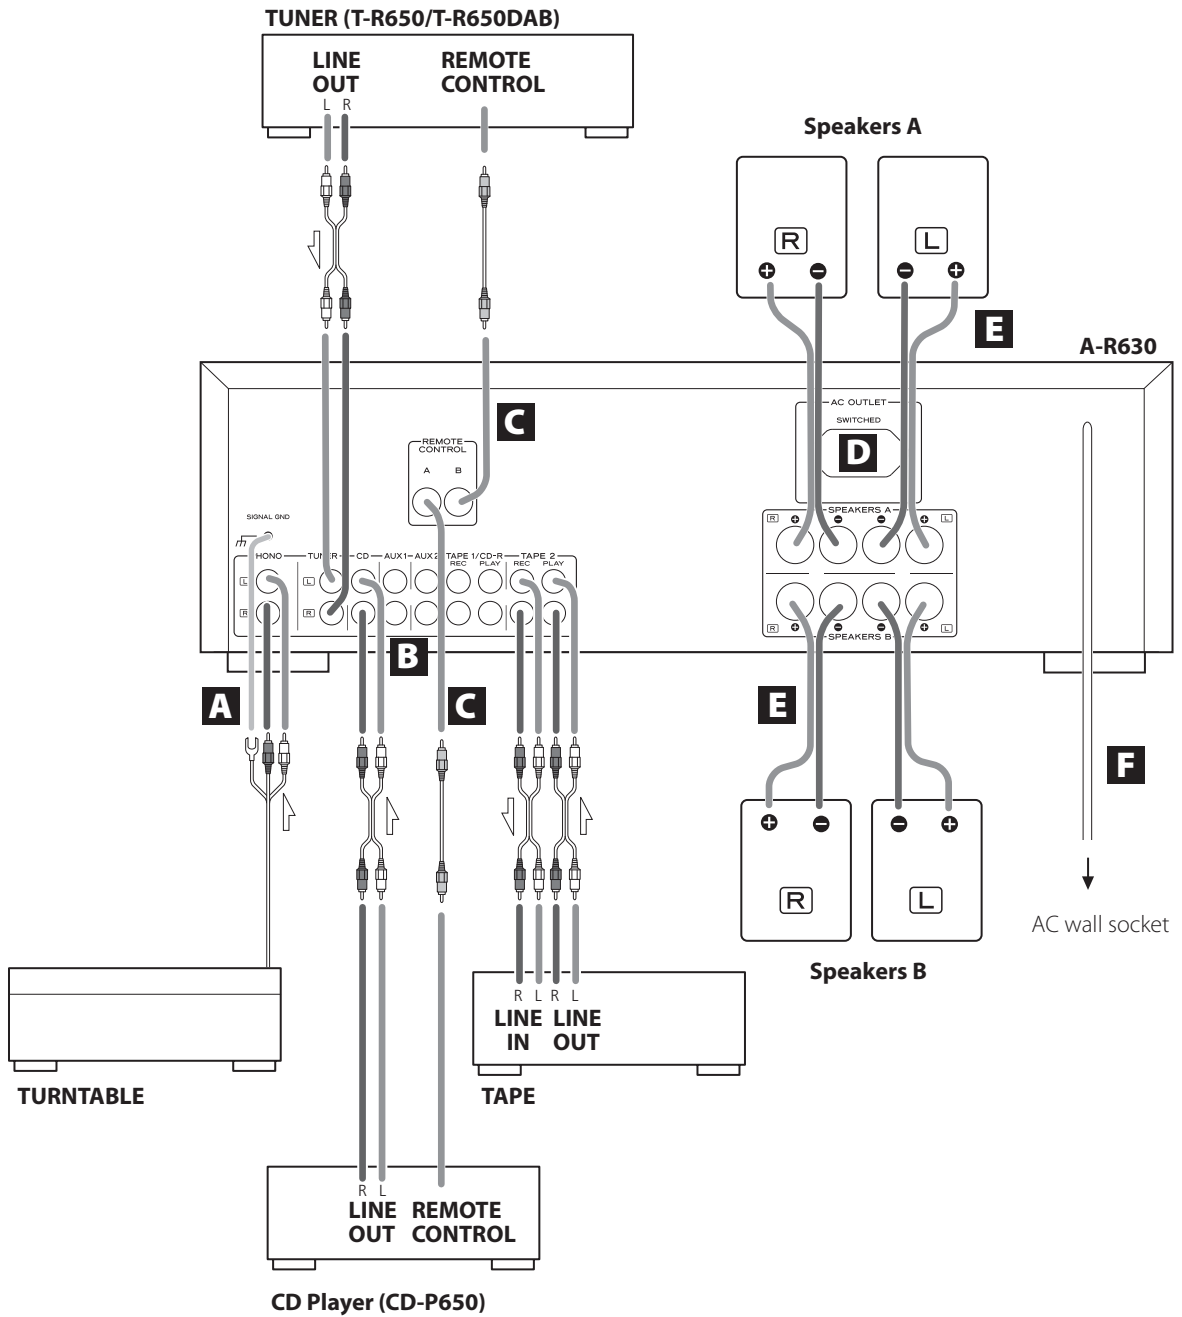 TUNER (T-R650/T-R650DAB)
LINE OUT
L R
REMOTE CONTROL
Speakers A
R
L
+ −
− +
E
A-R630
C
AC OUTLET
SWITCHED
D
REMOTE CONTROL
A B
SIGNAL GND
R + SPEAKERS A − − + L
HONO TUNER CD AUX1 AUX 2 TAPE 1/CD-R TAPE 2
REC PLAY REC PLAY
L L
R R
R + − SPEAKERS B − + L
B
A
C
E
F
+ −
− +
R
L
AC wall socket
Speakers B
R L R L
LINE IN
LINE OUT
TURNTABLE
TAPE
R L
LINE OUT
REMOTE CONTROL
CD Player (CD-P650)